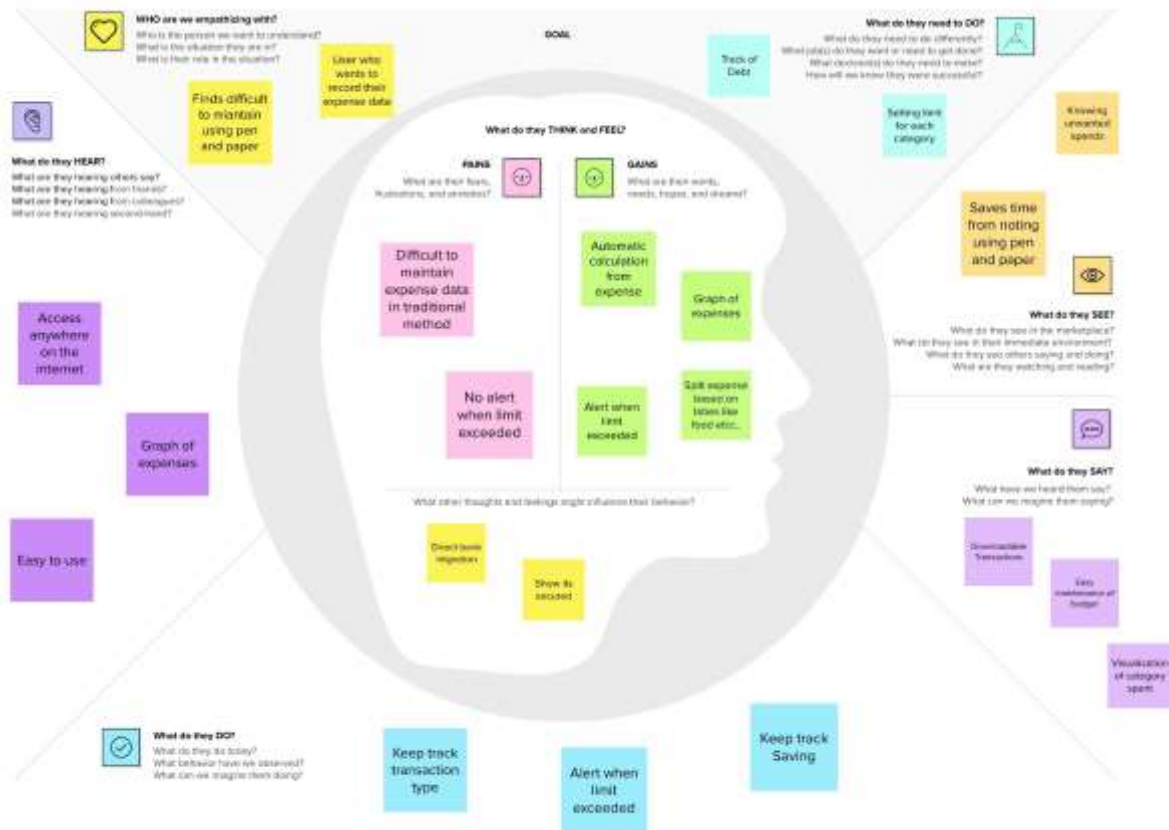 WHO are we empathizing with?
Who is the person we want to understand?
What is the situation they are in?
What is their role in the situation?
Finds difficult
to miantain
using pen
and paper
User who
wants to
record their
expense data
GOAL
What do they need to DO?
What do they need to do differently?
What job(s) do they want or need to get done?
What decision(s) do they need to make?
How will we know they were successful?
Track of
Debt
Setting limit
for each
category
What do they HEAR?
What are they hearing others say?
What are they hearing from friends?
What are they hearing from colleagues?
What are they hearing second-hand?
Access
anywhere
on the
internet
Graph of
expenses
Easy to use
What do they THINK and FEEL?
PAINS
What are their fears,
frustrations, and anxieties?
Difficult to
maintain
expense data
in traditional
method
No alert
when limit
exceeded
GAINS
What are their wants,
needs, hopes, and dreams?
Automatic
calculation
from
expense
Graph of
expenses
Alert when
limit
exceeded
Split expense
based on
food etc..
What other thoughts and feelings might influence their behavior?
Direct bank
Show its
secured
Knowing
unwanted
spends
Saves time
from noting
using pen
and paper
What do they SEE?
What do they see in the marketplace?
What do they see in their immediate environment?
What do they see others saying and doing?
What are they watching and reading?
What do they SAY?
What have we heard them say?
What can we imagine them saying?
Downloadable
Transactions
Easy
maintenance of
budget
Visualization
of category
spent
What do they DO?
What do they do today?
What behavior have we observed?
What can we imagine them doing?
Keep track
transaction
type
Alert when
limit
exceeded
Keep track
Saving